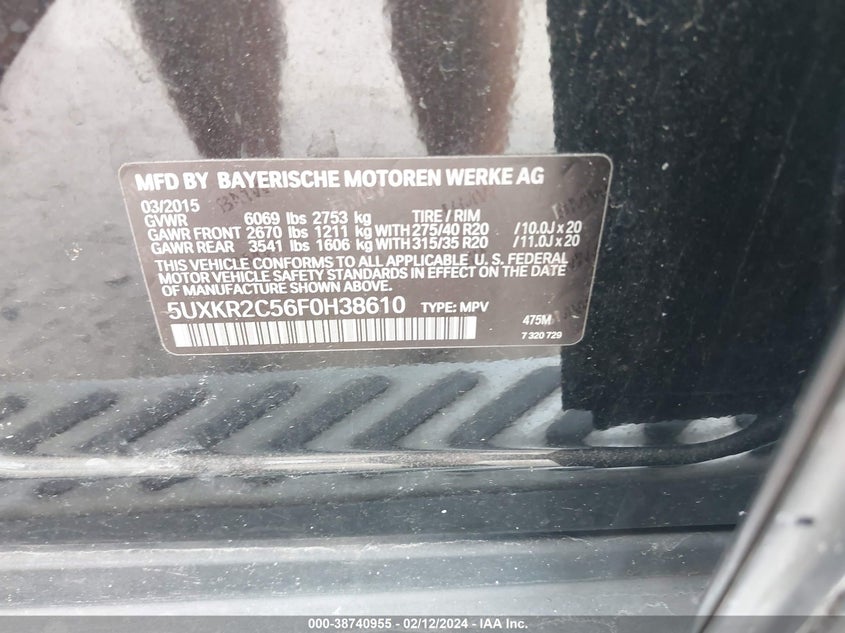 MFD BY BAYERISCHE MOTOREN WERKE AG
03/2015
GVWR 6069 lbs 2753 kg TIRE / RIM
GAWR FRONT 2670 lbs 1211 kg WITH 275/40 R20 /10.0J x 20
GAWR REAR 3541 lbs 1606 kg WITH 315/35 R20 /11.0J x 20
THIS VEHICLE CONFORMS TO ALL APPLICABLE U. S. FEDERAL
MOTOR VEHICLE SAFETY STANDARDS IN EFFECT ON THE DATE
OF MANUFACTURE SHOWN ABOVE.
5UXKR2C56F0H38610 TYPE: MPV
475M
7 320 729
000-38740955 - 02/12/2024 - IAA Inc.